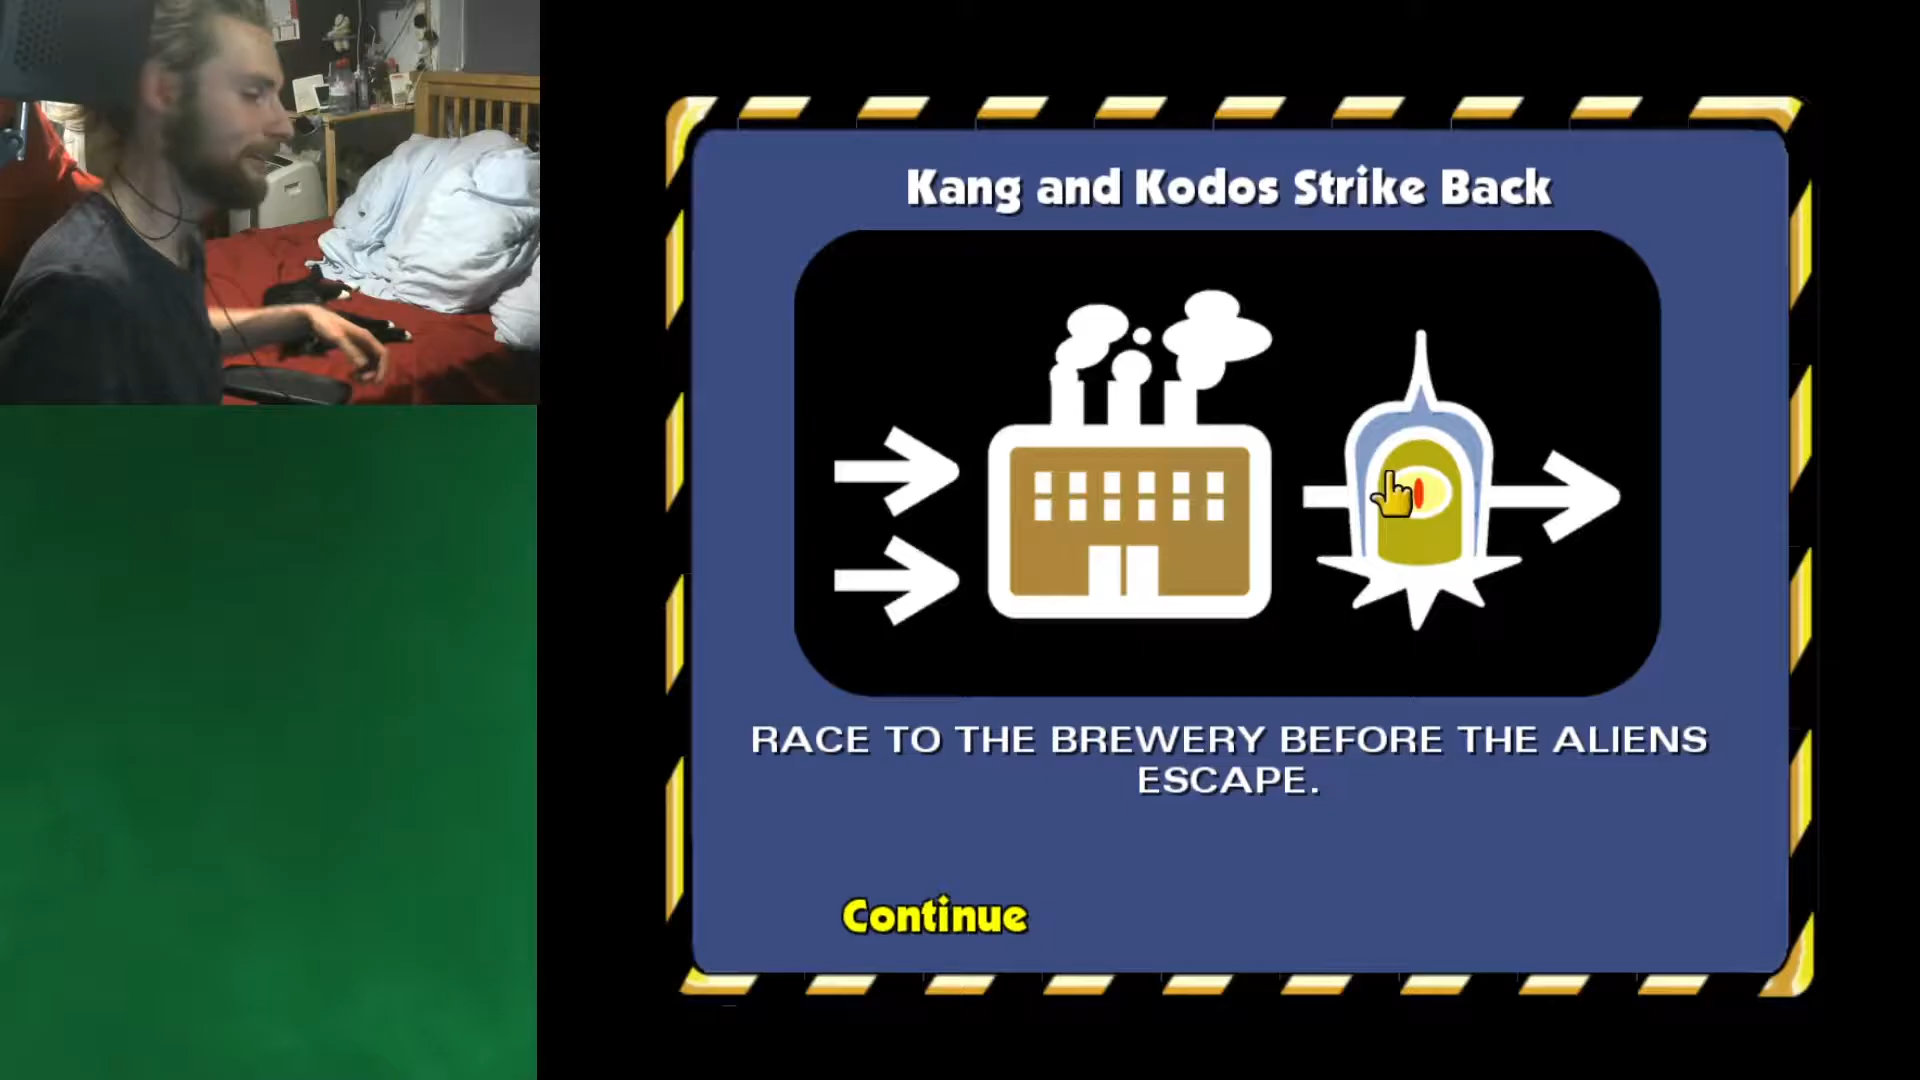 Kang and Kodos Strike Back
RACE TO THE BREWERY BEFORE THE ALIENS
ESCAPE.
Continue